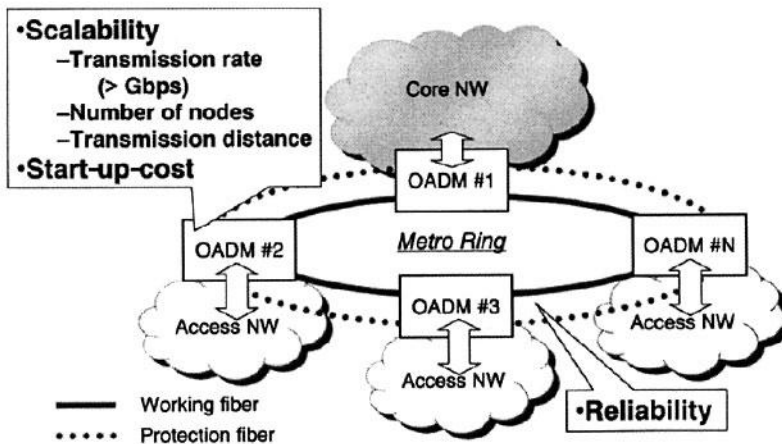 •Scalability
–Transmission rate
(> Gbps)
–Number of nodes
–Transmission distance
•Start-up-cost
Core NW
OADM #1
OADM #2
Metro Ring
OADM #N
OADM #3
Access NW
Access NW
Access NW
Working fiber
Protection fiber
•Reliability